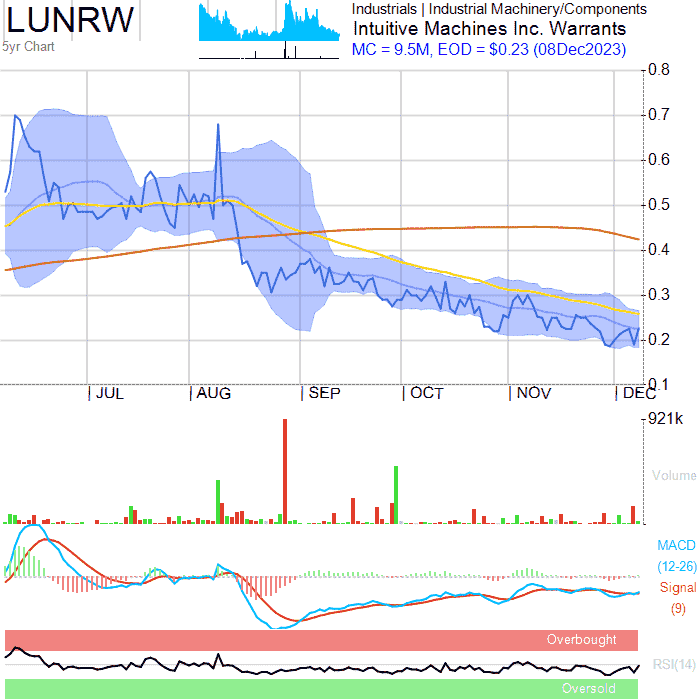 LUNRW
5yr Chart
Industrials | Industrial Machinery/Components
Intuitive Machines Inc. Warrants
MC = 9.5M, EOD = $0.23 (08Dec2023)
0.8
0.7
0.6
0.5
0.4
0.3
0.2
0.1
JUL AUG SEP OCT NOV DEC
921k
Volume
MACD
(12-26)
Signal
(9)
Overbought
RSI(14)
Oversold